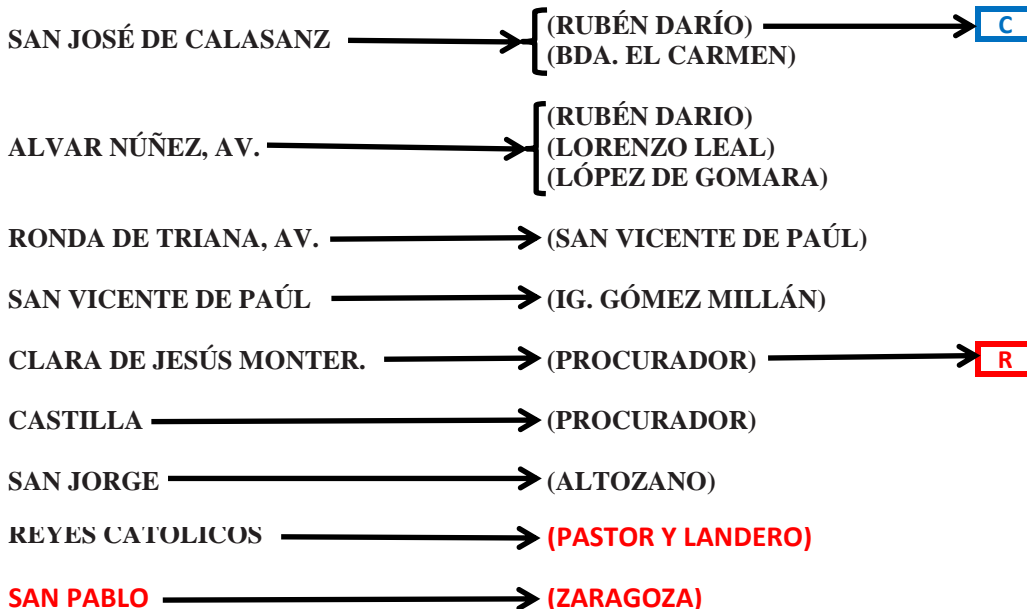 SAN JOSÉ DE CALASANZ (RUBÉN DARÍO) C
(BDA. EL CARMEN)
ALVAR NÚÑEZ, AV. (RUBÉN DARIO)
(LORENZO LEAL)
(LÓPEZ DE GOMARA)
RONDA DE TRIANA, AV. (SAN VICENTE DE PAÚL)
SAN VICENTE DE PAÚL (IG. GÓMEZ MILLÁN)
CLARA DE JESÚS MONTER. (PROCURADOR) R
CASTILLA (PROCURADOR)
SAN JORGE (ALTOZANO)
REYES CATOLICOS (PASTOR Y LANDERO)
SAN PABLO (ZARAGOZA)